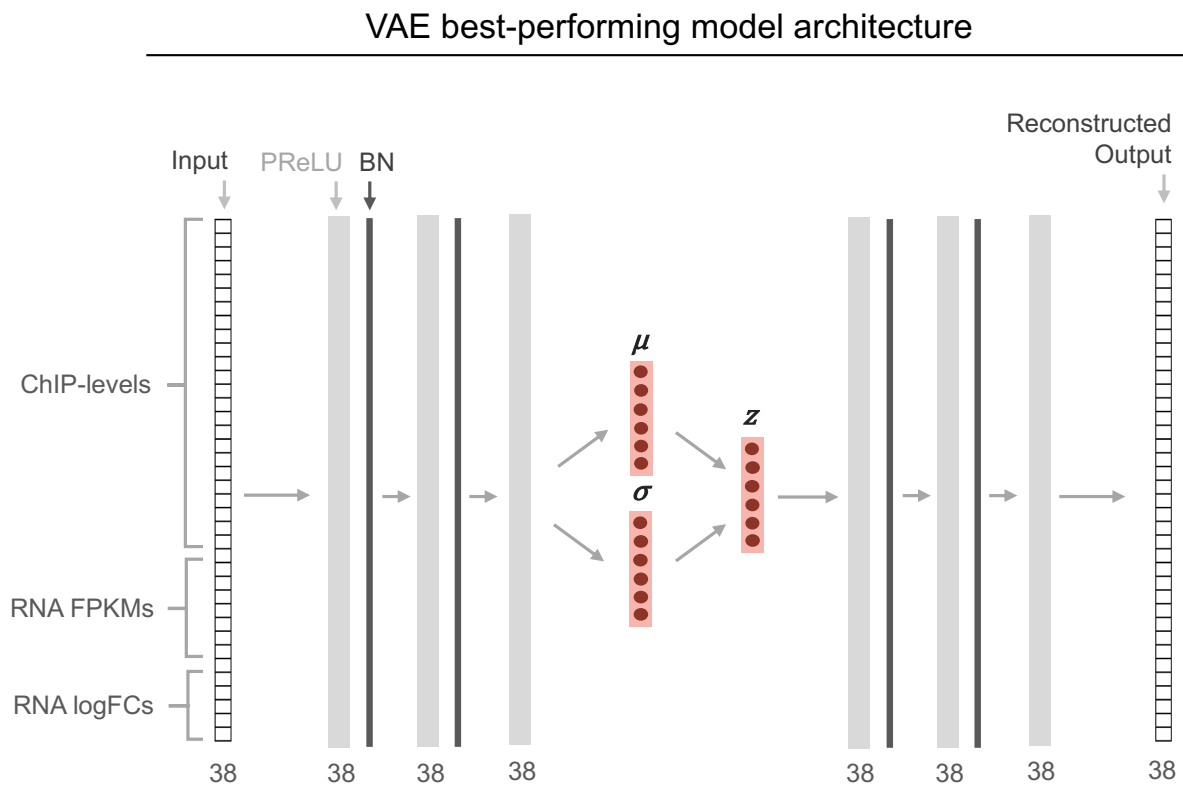 VAE best-performing model architecture
Reconstructed
Output
Input
PReLU
BN
ChIP-levels
RNA FPKMs
RNA logFCs
μ
σ
z
38
38
38
38
38
38
38
38